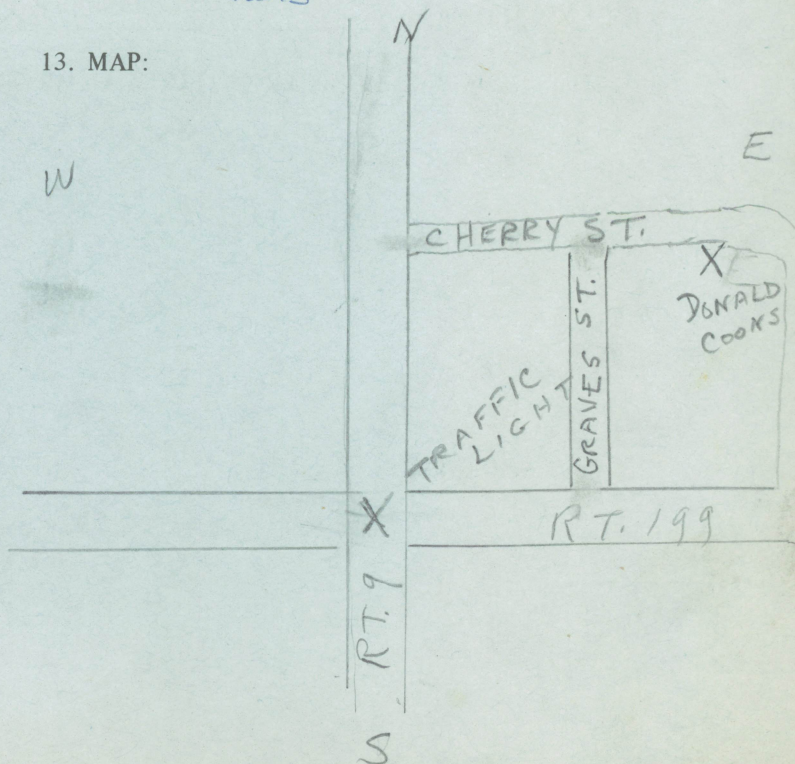 N
13. MAP:
E
W
CHERRY ST.
X
DONALD
COONS
GRAVES ST.
TRAFFIC
LIGHT
X
RT. 199
RT. 9
S